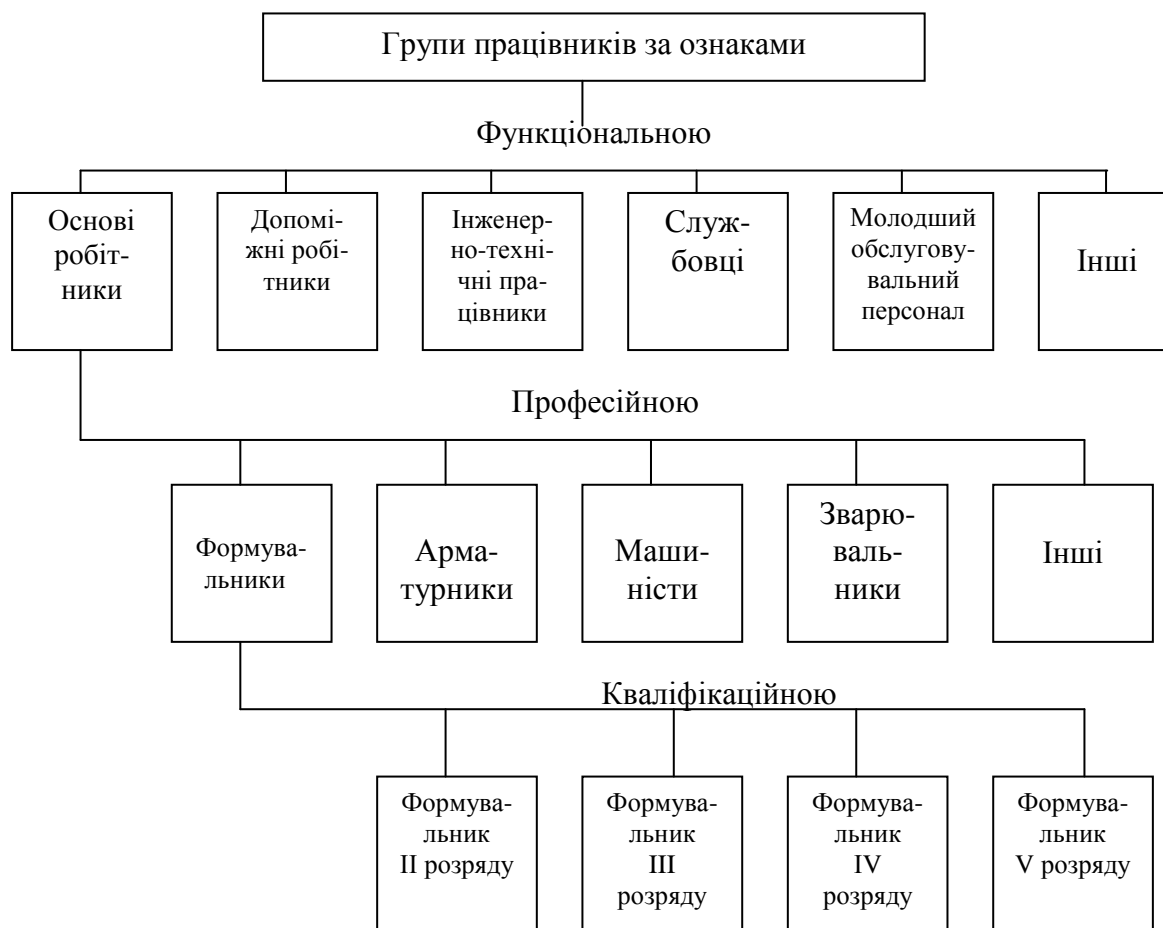 Групи працівників за ознаками
Функціональною
Основі
робіт-
ники
Допомі-
жні робі-
тники
Інженер-
но-техні-
чні пра-
цівники
Служ-
бовці
Молодший
обслугову-
вальний
персонал
Інші
Професійною
Формува-
льники
Арма-
турники
Маши-
ністи
Зварю-
валь-
ники
Інші
Кваліфікаційною
Формува-
льник
II розряду
Формува-
льник
III
розряду
Формува-
льник
IV
розряду
Формува-
льник
V розряду